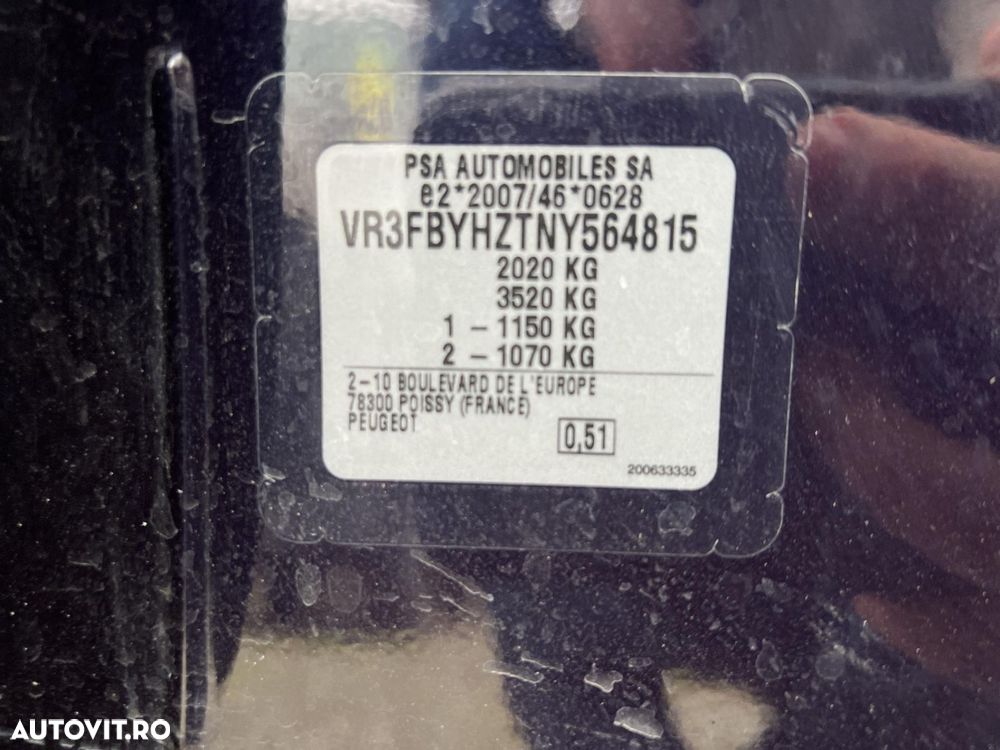 PSA AUTOMOBILES SA
e2*2007/46*0628
VR3FBYHZTNY564815
2020 KG
3520 KG
1 - 1150 KG
2 - 1070 KG
2-10 BOULEVARD DE L'EUROPE
78300 POISSY (FRANCE)
PEUGEOT
0,51
200633335
AUTOVIT.RO